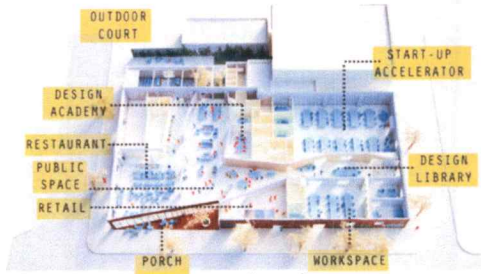 OUTDOOR
COURT
START-UP
ACCELERATOR
DESIGN
ACADEMY
RESTAURANT
PUBLIC
SPACE
DESIGN
LIBRARY
RETAIL
PORCH
WORKSPACE